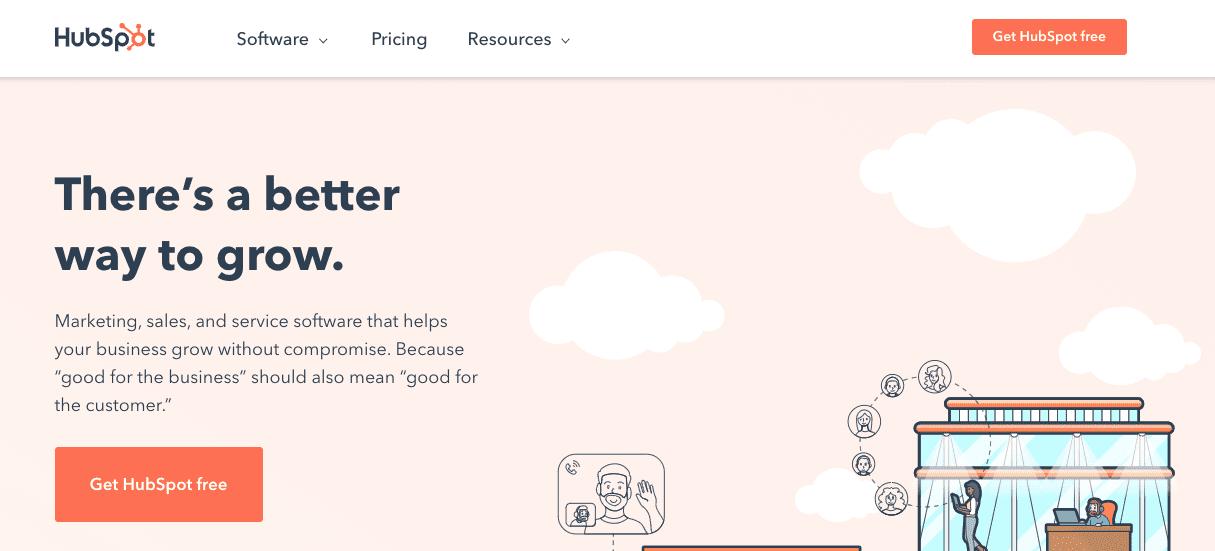 HubSpot
Software
Pricing
Resources
Get HubSpot free
There’s a better
way to grow.
Marketing, sales, and service software that helps
your business grow without compromise. Because
“good for the business” should also mean “good for
the customer.”
Get HubSpot free